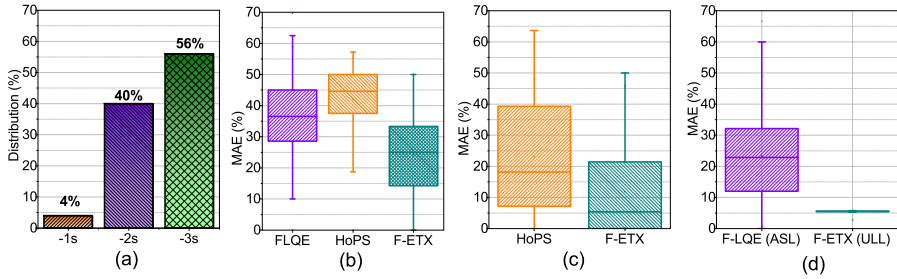 70
60
50
40
30
20
10
0
Distribution (%)
4%
40%
56%
-1s
-2s
-3s
(a)
70
60
50
40
30
20
10
0
MAE (%)
FLQE
HoPS
F-ETX
(b)
70
60
50
40
30
20
10
0
MAE (%)
HoPS
F-ETX
(c)
70
60
50
40
30
20
10
0
MAE (%)
F-LQE (ASL)
F-ETX (ULL)
(d)